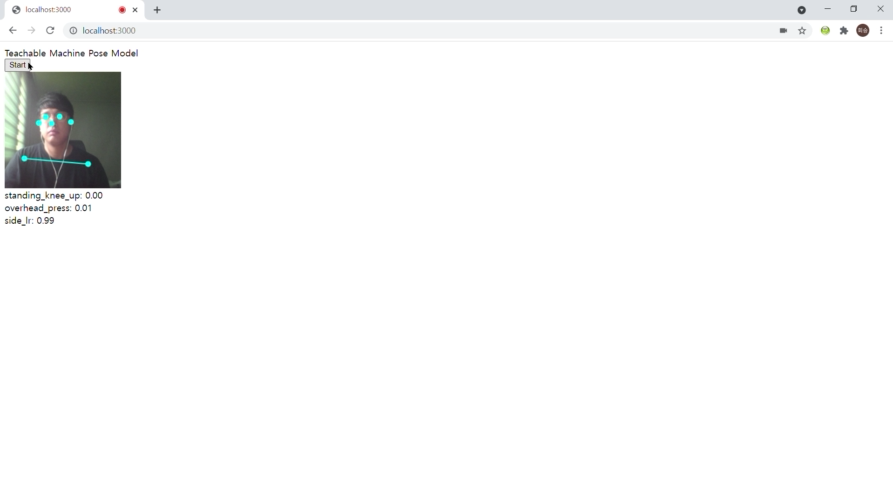 localhost:3000
localhost:3000
Teachable Machine Pose Model
Start
standing_knee_up: 0.00
overhead_press: 0.01
side_lr: 0.99